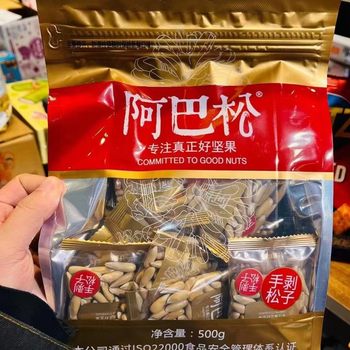 阿巴松®
专注真正好坚果
COMMITTED TO GOOD NUTS
手剥
松子
手剥
松子
净含量：500g
本公司通过ISO22000食品安全管理体系认证